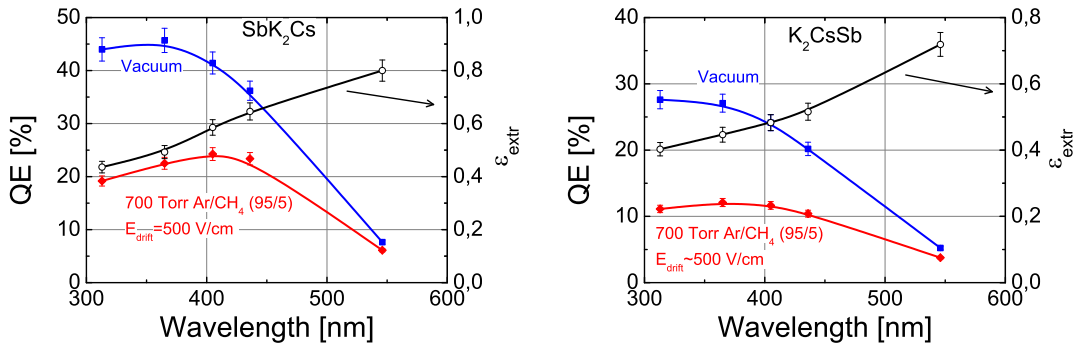 SbK2Cs
Vacuum
700 Torr Ar/CH4 (95/5)
Edrift=500 V/cm
QE [%]
50
40
30
20
10
0
1,0
0,8
0,6
0,4
0,2
0,0
εextr
300 400 500 600
Wavelength [nm]
K2CsSb
Vacuum
700 Torr Ar/CH4 (95/5)
Edrift~500 V/cm
QE [%]
40
30
20
10
0
0,8
0,6
0,4
0,2
0,0
εextr
300 400 500 600
Wavelength [nm]